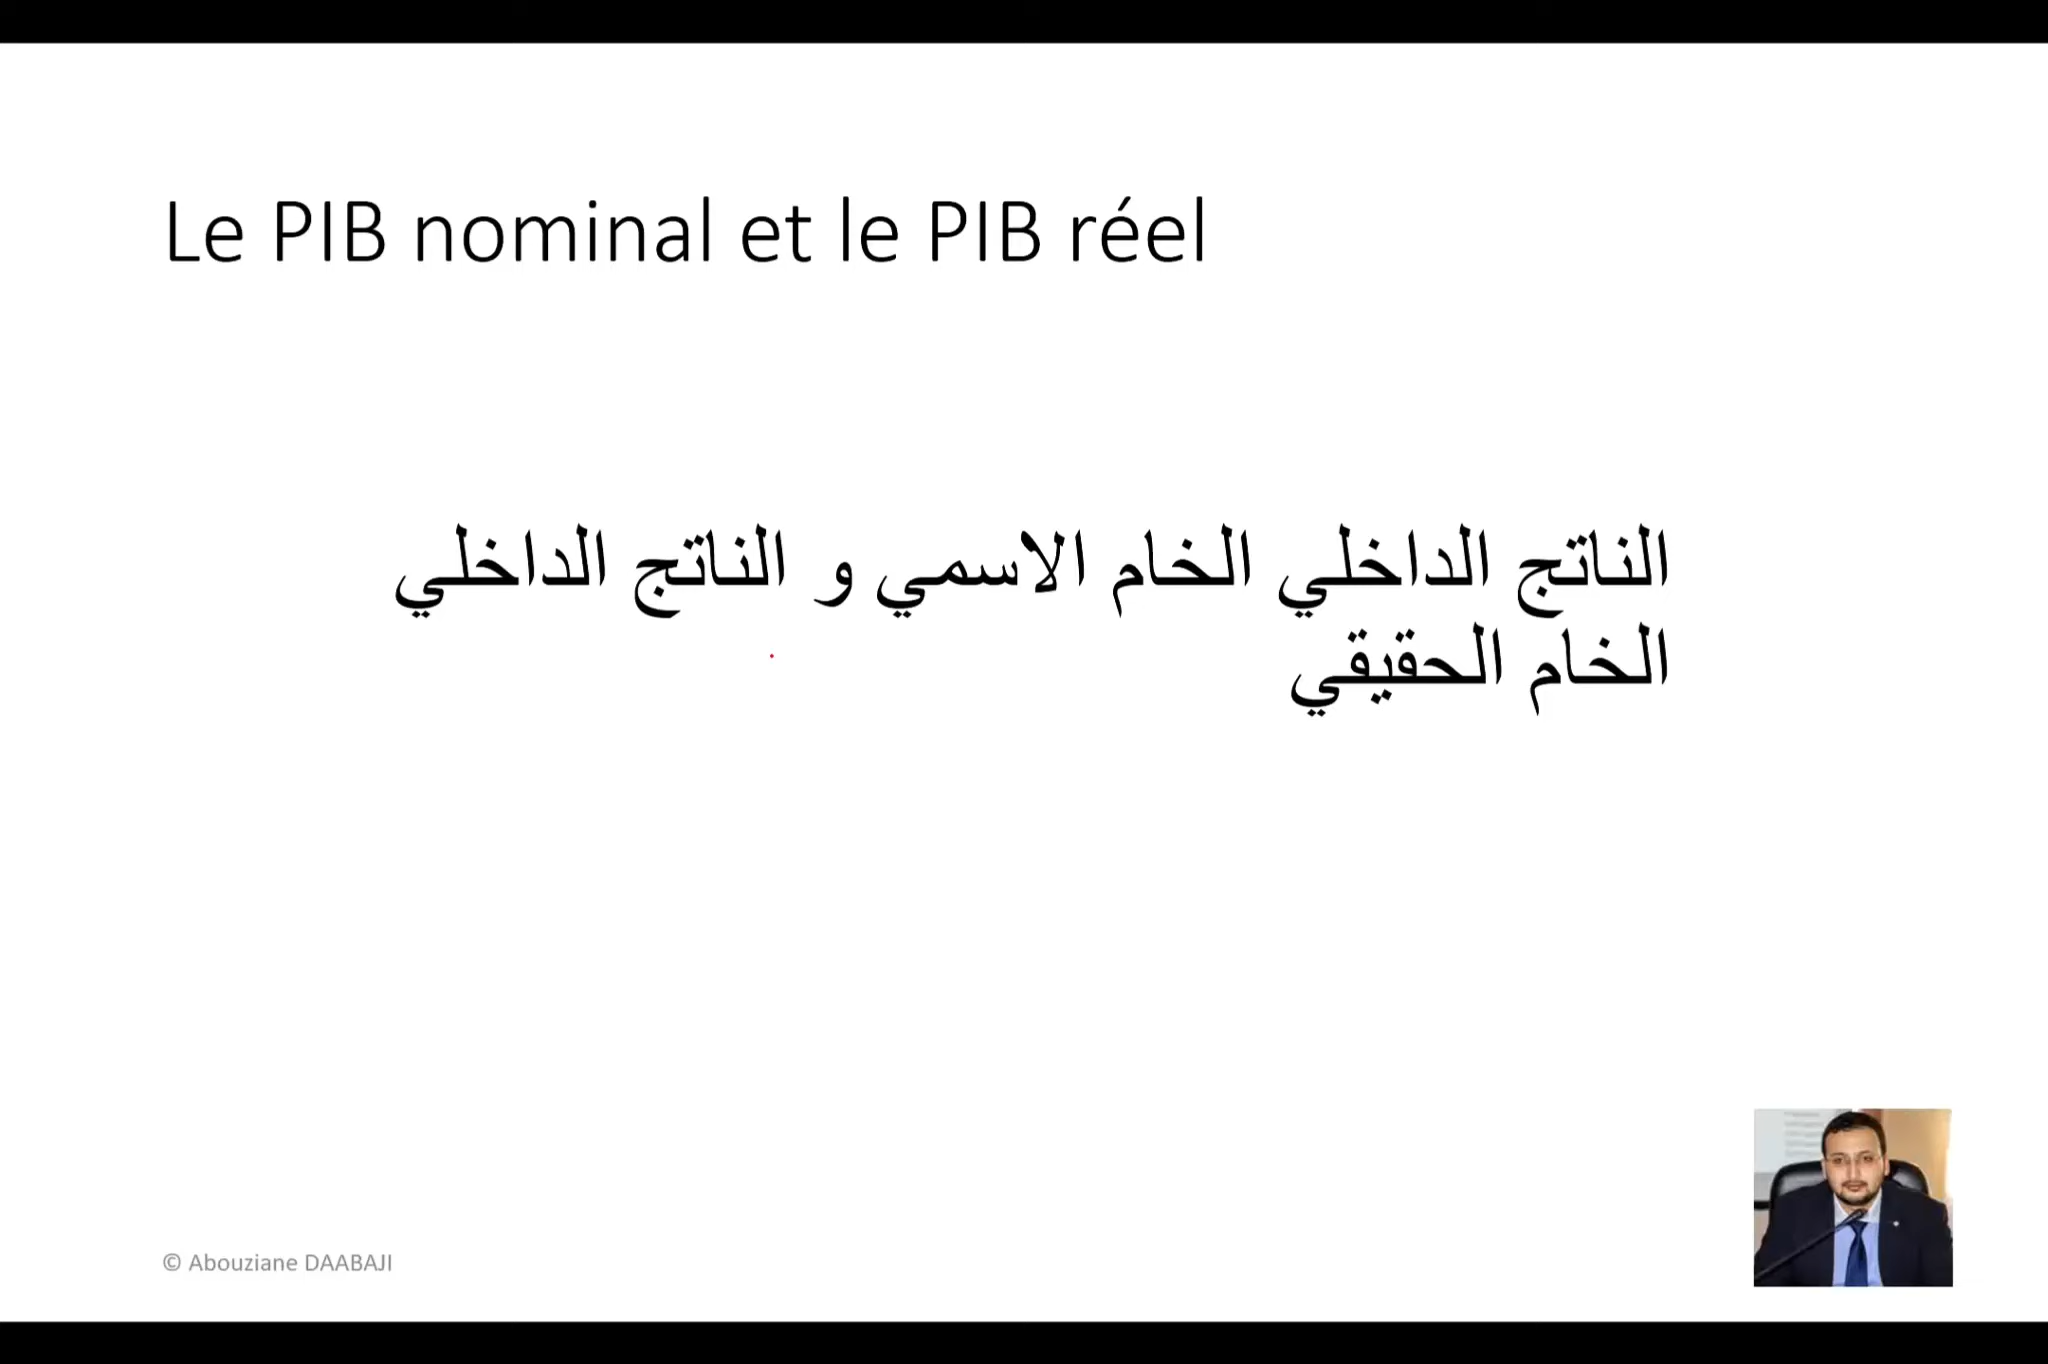 Le PIB nominal et le PIB réel
الناتج الداخلي الخام الاسمي و الناتج الداخلي
الخام الحقيقي
© Abouziane DAABAJI